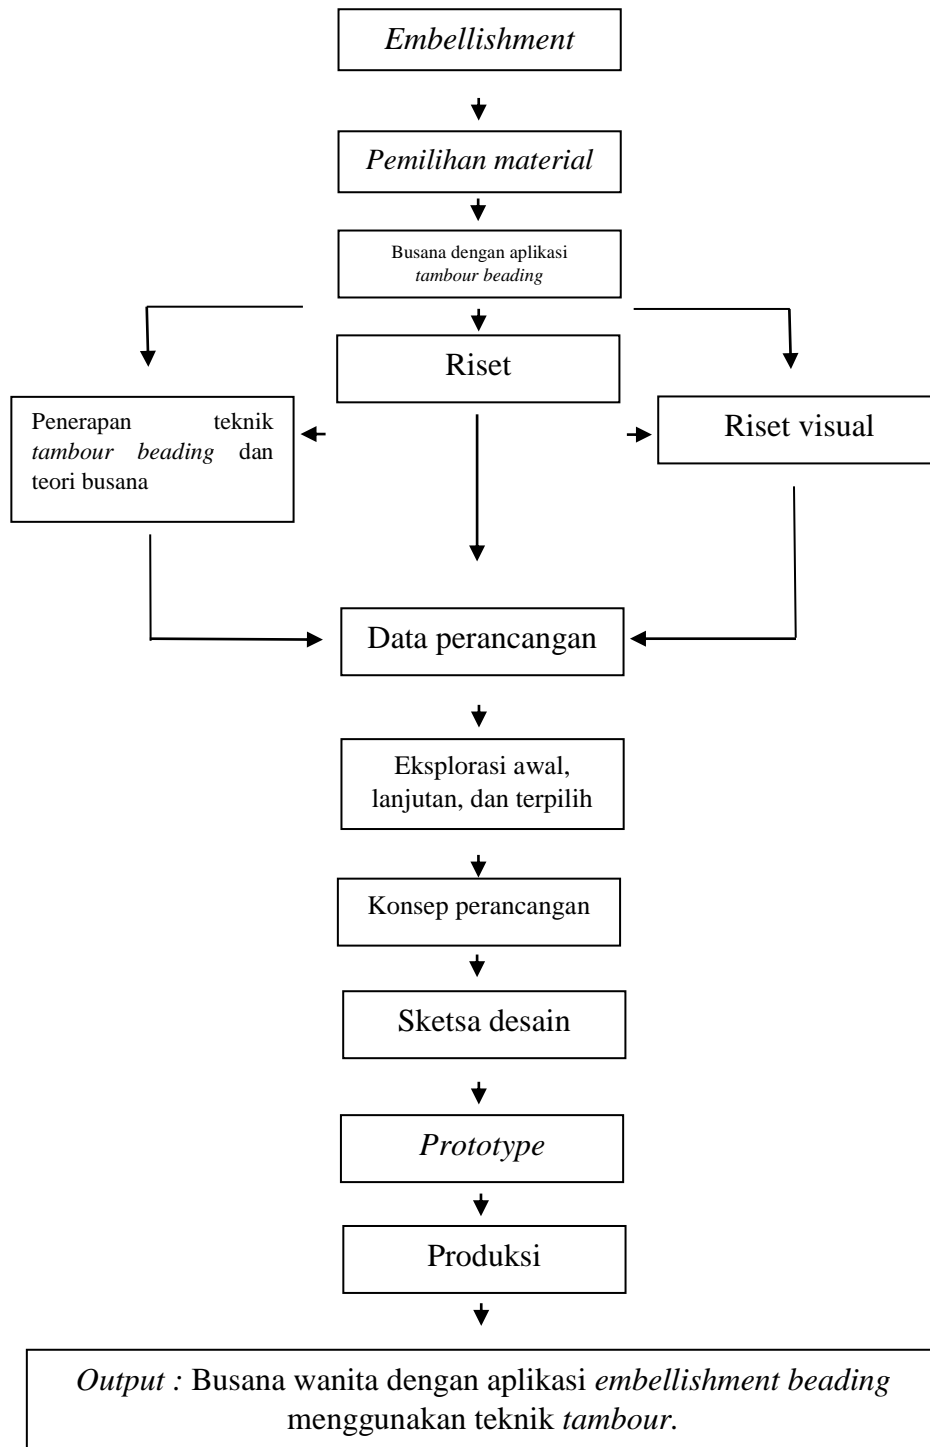 Embellishment
Pemilihan material
Busana dengan aplikasi
tambour beading
Riset
Penerapan teknik
tambour beading dan
teori busana
Riset visual
Data perancangan
Eksplorasi awal,
lanjutan, dan terpilih
Konsep perancangan
Sketsa desain
Prototype
Produksi
Output : Busana wanita dengan aplikasi embellishment beading
menggunakan teknik tambour.